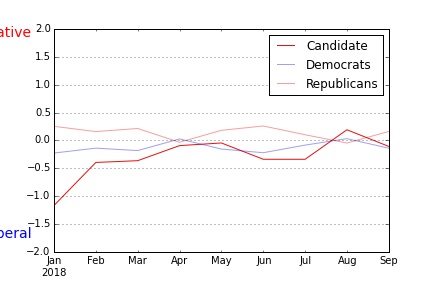 ative
2.0
1.5
1.0
0.5
0.0
−0.5
−1.0
−1.5
−2.0
beral
Candidate
Democrats
Republicans
Jan Feb Mar Apr May Jun Jul Aug Sep
2018